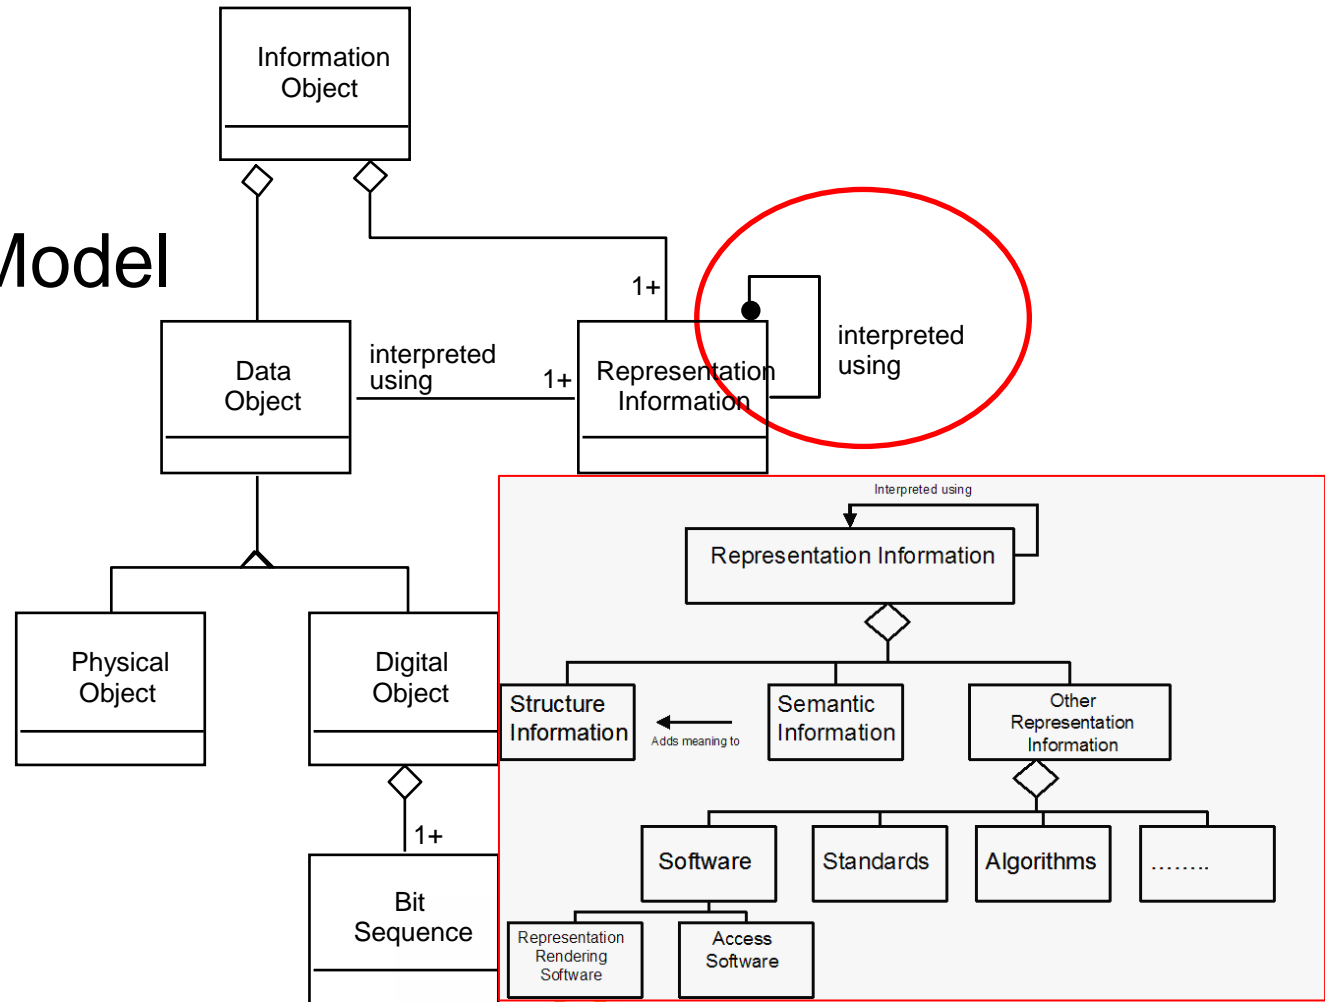 Information
Object
Model
1+
interpreted
using
Data
Object
interpreted
using
1+
Representation
Information
Interpreted using
Representation Information
Physical
Object
Digital
Object
Structure
Information
Adds meaning to
Semantic
Information
Other
Representation
Information
1+
Software
Standards
Algorithms
........
Bit
Sequence
Representation
Rendering
Software
Access
Software